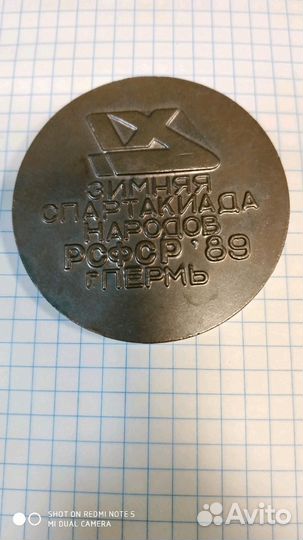 IX
ЗИМНЯЯ
СПАРТАКИАДА
НАРОДОВ
РСФСР '89
г ПЕРМЬ
SHOT ON REDMI NOTE 5
MI DUAL CAMERA
Avito